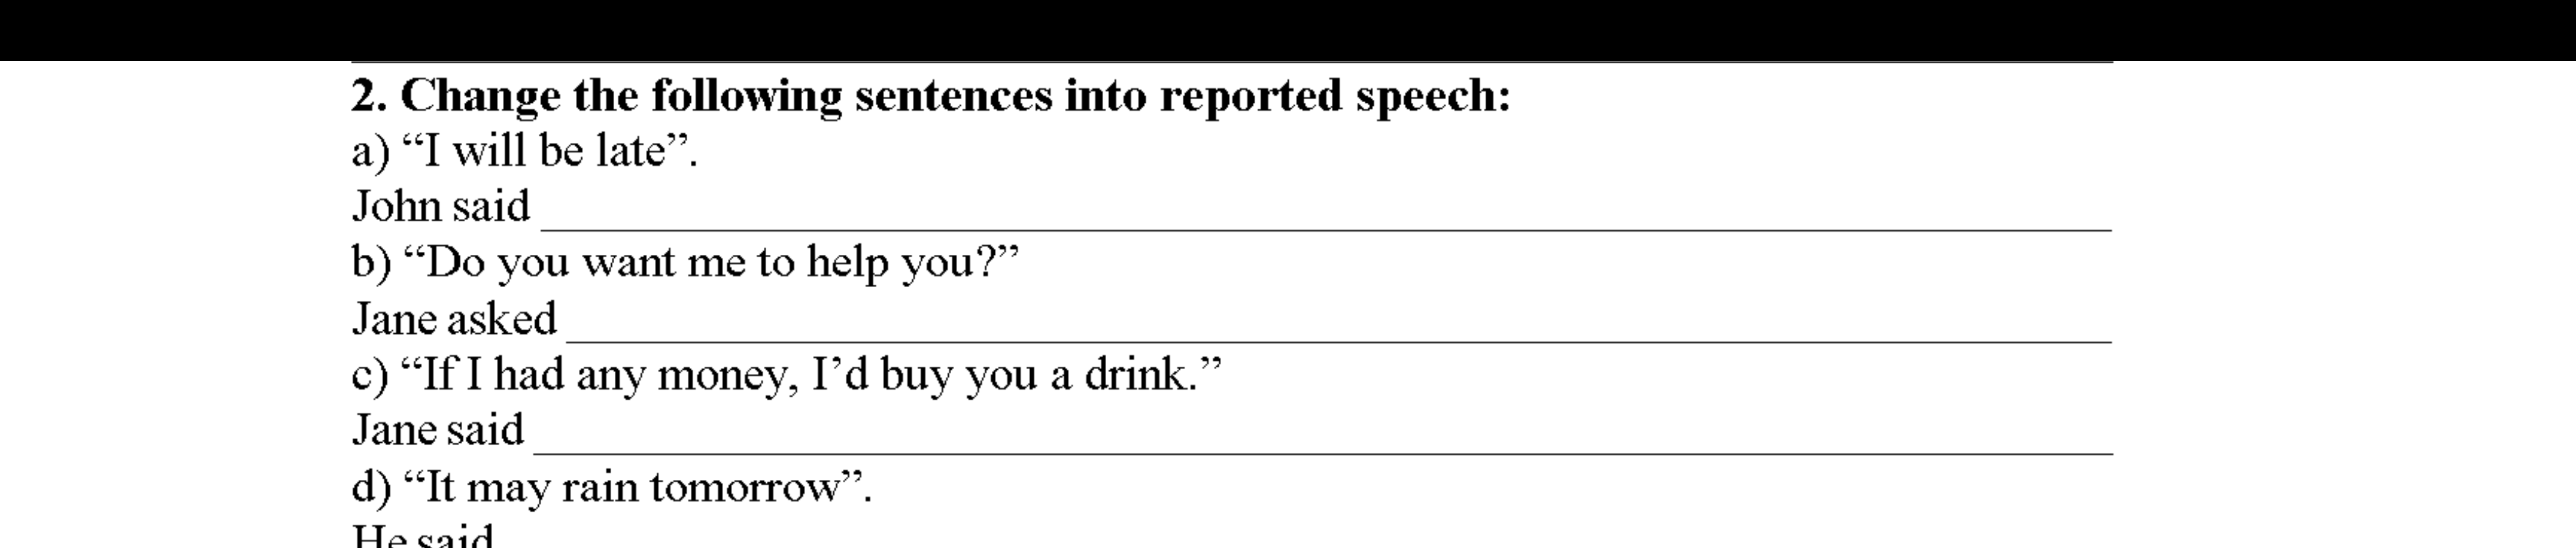 2. Change the following sentences into reported speech:
a) “I will be late”.
John said
b) “Do you want me to help you?”
Jane asked
c) “If I had any money, I’d buy you a drink.”
Jane said
d) “It may rain tomorrow”.
He said